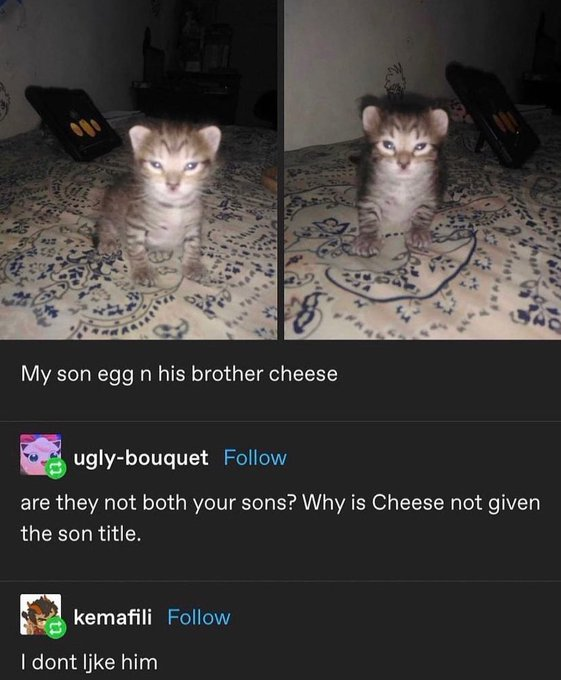 My son egg n his brother cheese
ugly-bouquet Follow
are they not both your sons? Why is Cheese not given
the son title.
kemafili Follow
I dont ljke him